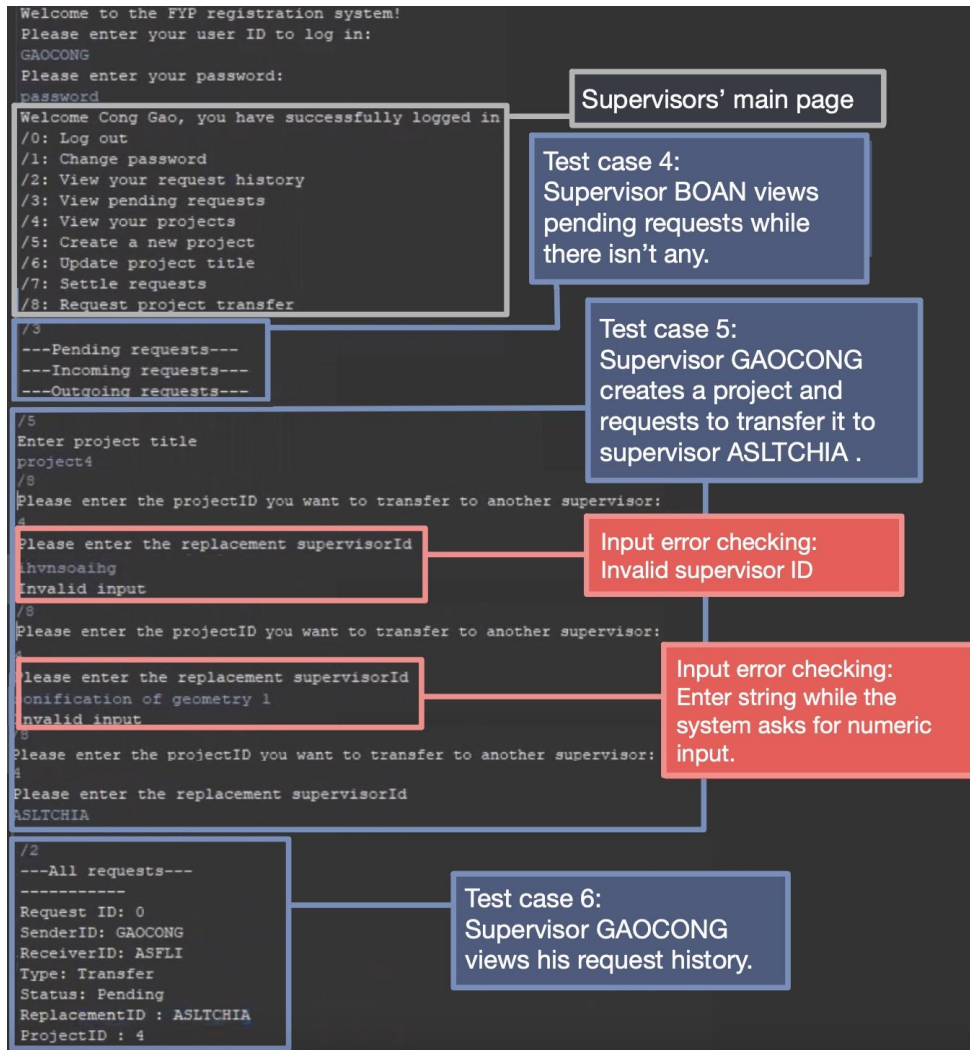 Welcome to the FYP registration system!
Please enter your user ID to log in:
GAOCONG
Please enter your password:
password
Supervisors' main page
Welcome Cong Gao, you have successfully logged in
/0: Log out
/1: Change password
/2: View your request history
/3: View pending requests
/4: View your projects
/5: Create a new project
/6: Update project title
/7: Settle requests
/8: Request project transfer
Test case 4:
Supervisor BOAN views
pending requests while
there isn't any.
/3
---Pending requests---
---Incoming requests---
---Outgoing requests---
Test case 5:
Supervisor GAOCONG
creates a project and
requests to transfer it to
supervisor ASLTCHIA .
/5
Enter project title
project4
/8
Please enter the projectID you want to transfer to another supervisor:
4
Please enter the replacement supervisorId
ihvnsoaihg
Invalid input
Input error checking:
Invalid supervisor ID
/8
Please enter the projectID you want to transfer to another supervisor:
4
Please enter the replacement supervisorId
onification of geometry 1
Invalid input
Input error checking:
Enter string while the
system asks for numeric
input.
/8
Please enter the projectID you want to transfer to another supervisor:
4
Please enter the replacement supervisorId
ASLTCHIA
/2
---All requests---
-----------
Request ID: 0
SenderID: GAOCONG
ReceiverID: ASFLI
Type: Transfer
Status: Pending
ReplacementID : ASLTCHIA
ProjectID : 4
Test case 6:
Supervisor GAOCONG
views his request history.